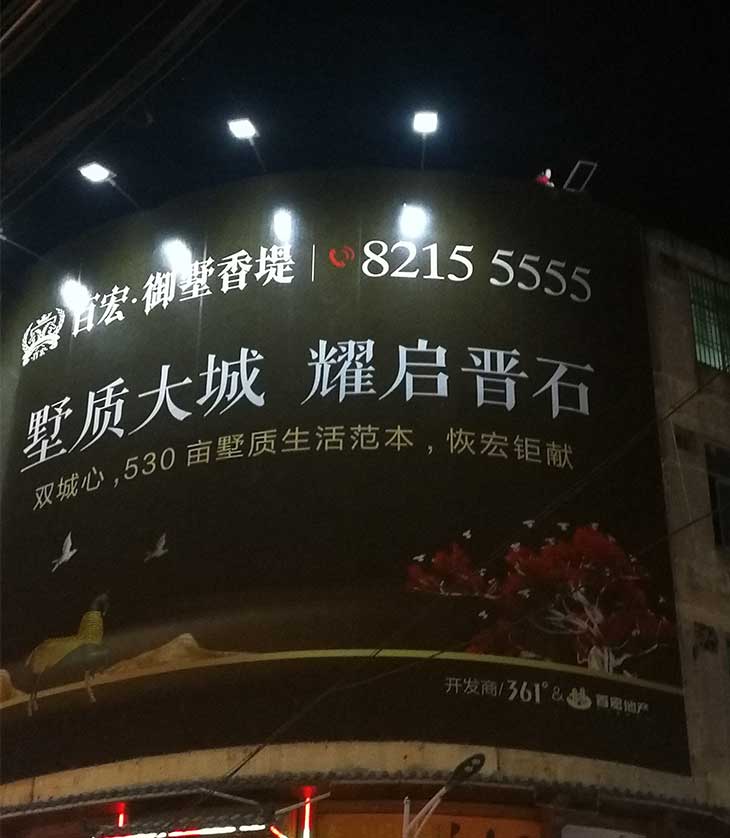 百宏·御墅香堤 | 8215 5555
墅质大城 耀启晋石
双城心,530亩墅质生活范本,恢宏钜献
开发商/361°&百宏地产